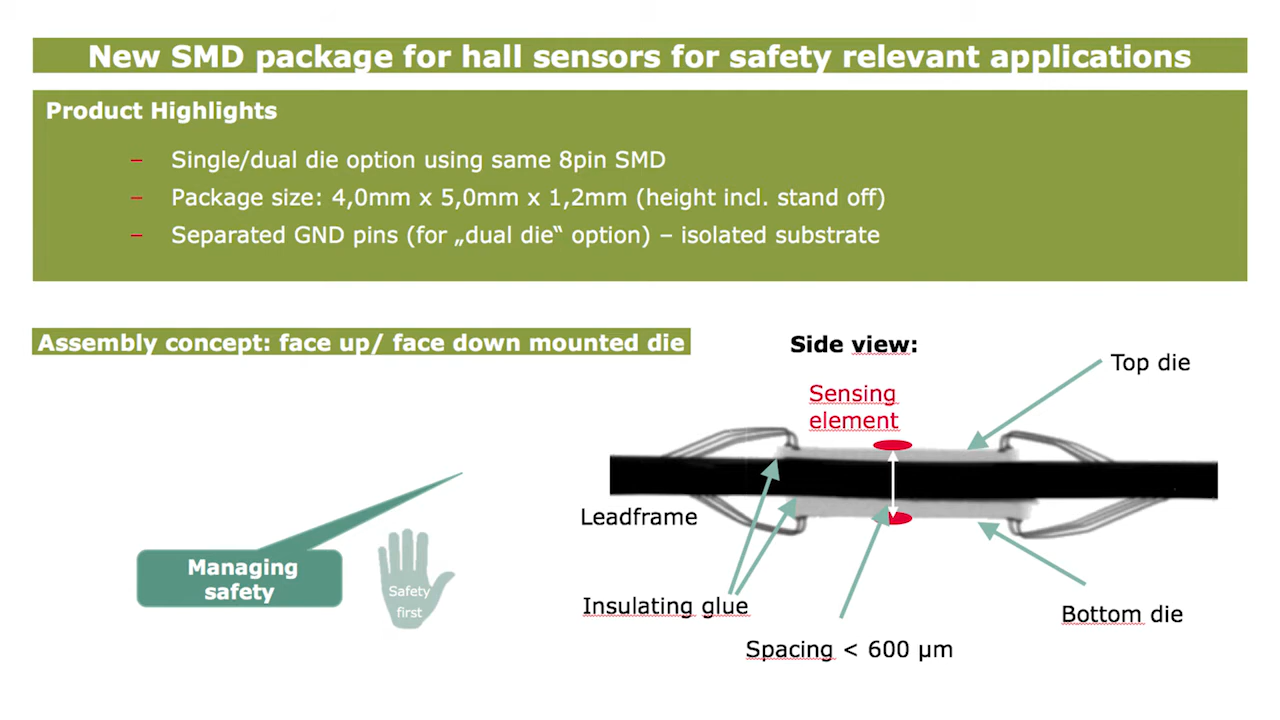 New SMD package for hall sensors for safety relevant applications
Product Highlights
– Single/dual die option using same 8pin SMD
– Package size: 4,0mm x 5,0mm x 1,2mm (height incl. stand off)
– Separated GND pins (for „dual die“ option) – isolated substrate
Assembly concept: face up/ face down mounted die
Side view:
Top die
Sensing
element
Leadframe
Managing
safety
Safety
first
Insulating glue
Bottom die
Spacing < 600 µm